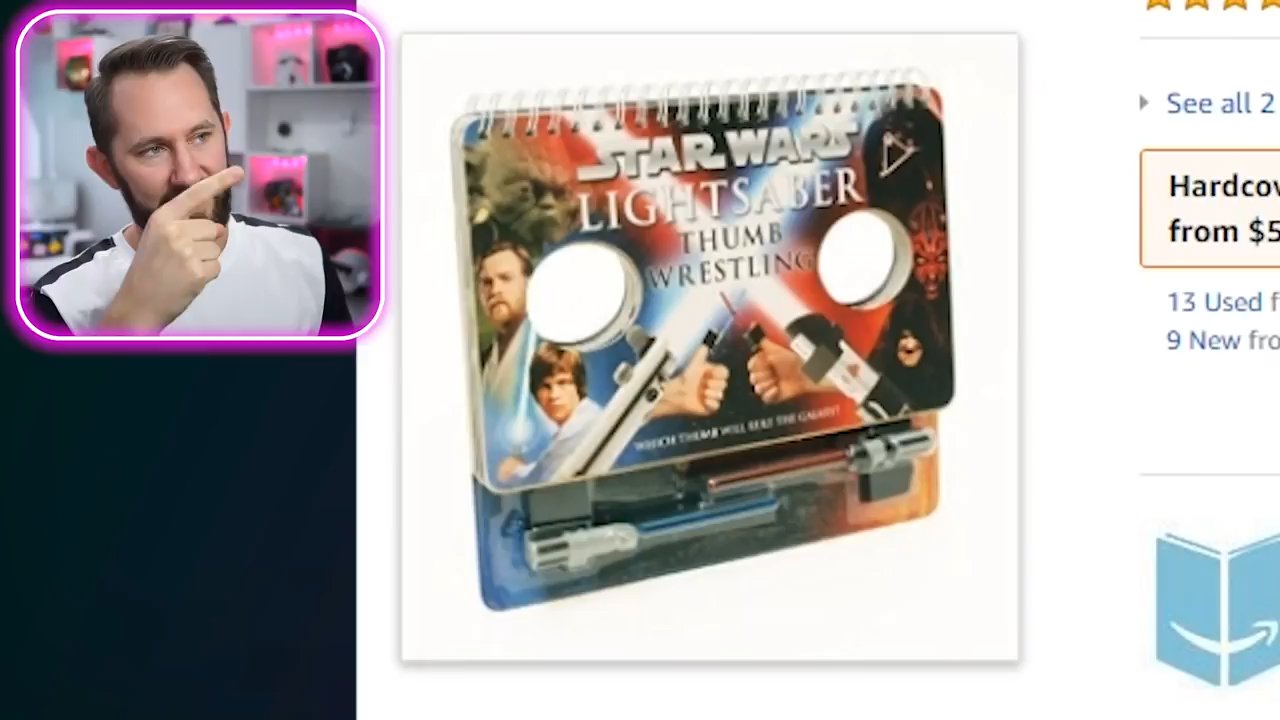 STAR WARS
LIGHTSABER
THUMB
WRESTLING
WHICH THUMB WILL RULE THE GALAXY?
See all 2
Hardcov
from $5
13 Used f
9 New fro